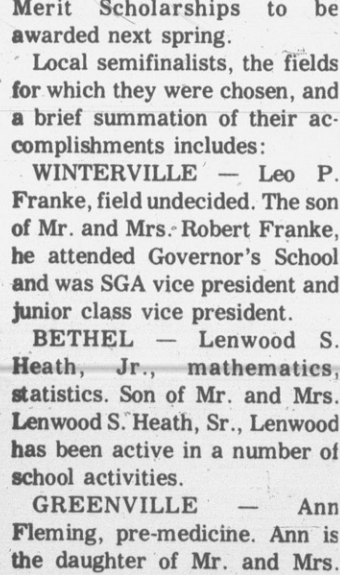 Merit Scholarships to be
awarded next spring.
Local semifinalists, the fields
for which they were chosen, and
a brief summation of their ac-
complishments includes:
WINTERVILLE — Leo P.
Franke, field undecided. The son
of Mr. and Mrs. Robert Franke,
he attended Governor's School
and was SGA vice president and
junior class vice president.
BETHEL — Lenwood S.
Heath, Jr., mathematics,
statistics. Son of Mr. and Mrs.
Lenwood S. Heath, Sr., Lenwood
has been active in a number of
school activities.
GREENVILLE — Ann
Fleming, pre-medicine. Ann is
the daughter of Mr. and Mrs.